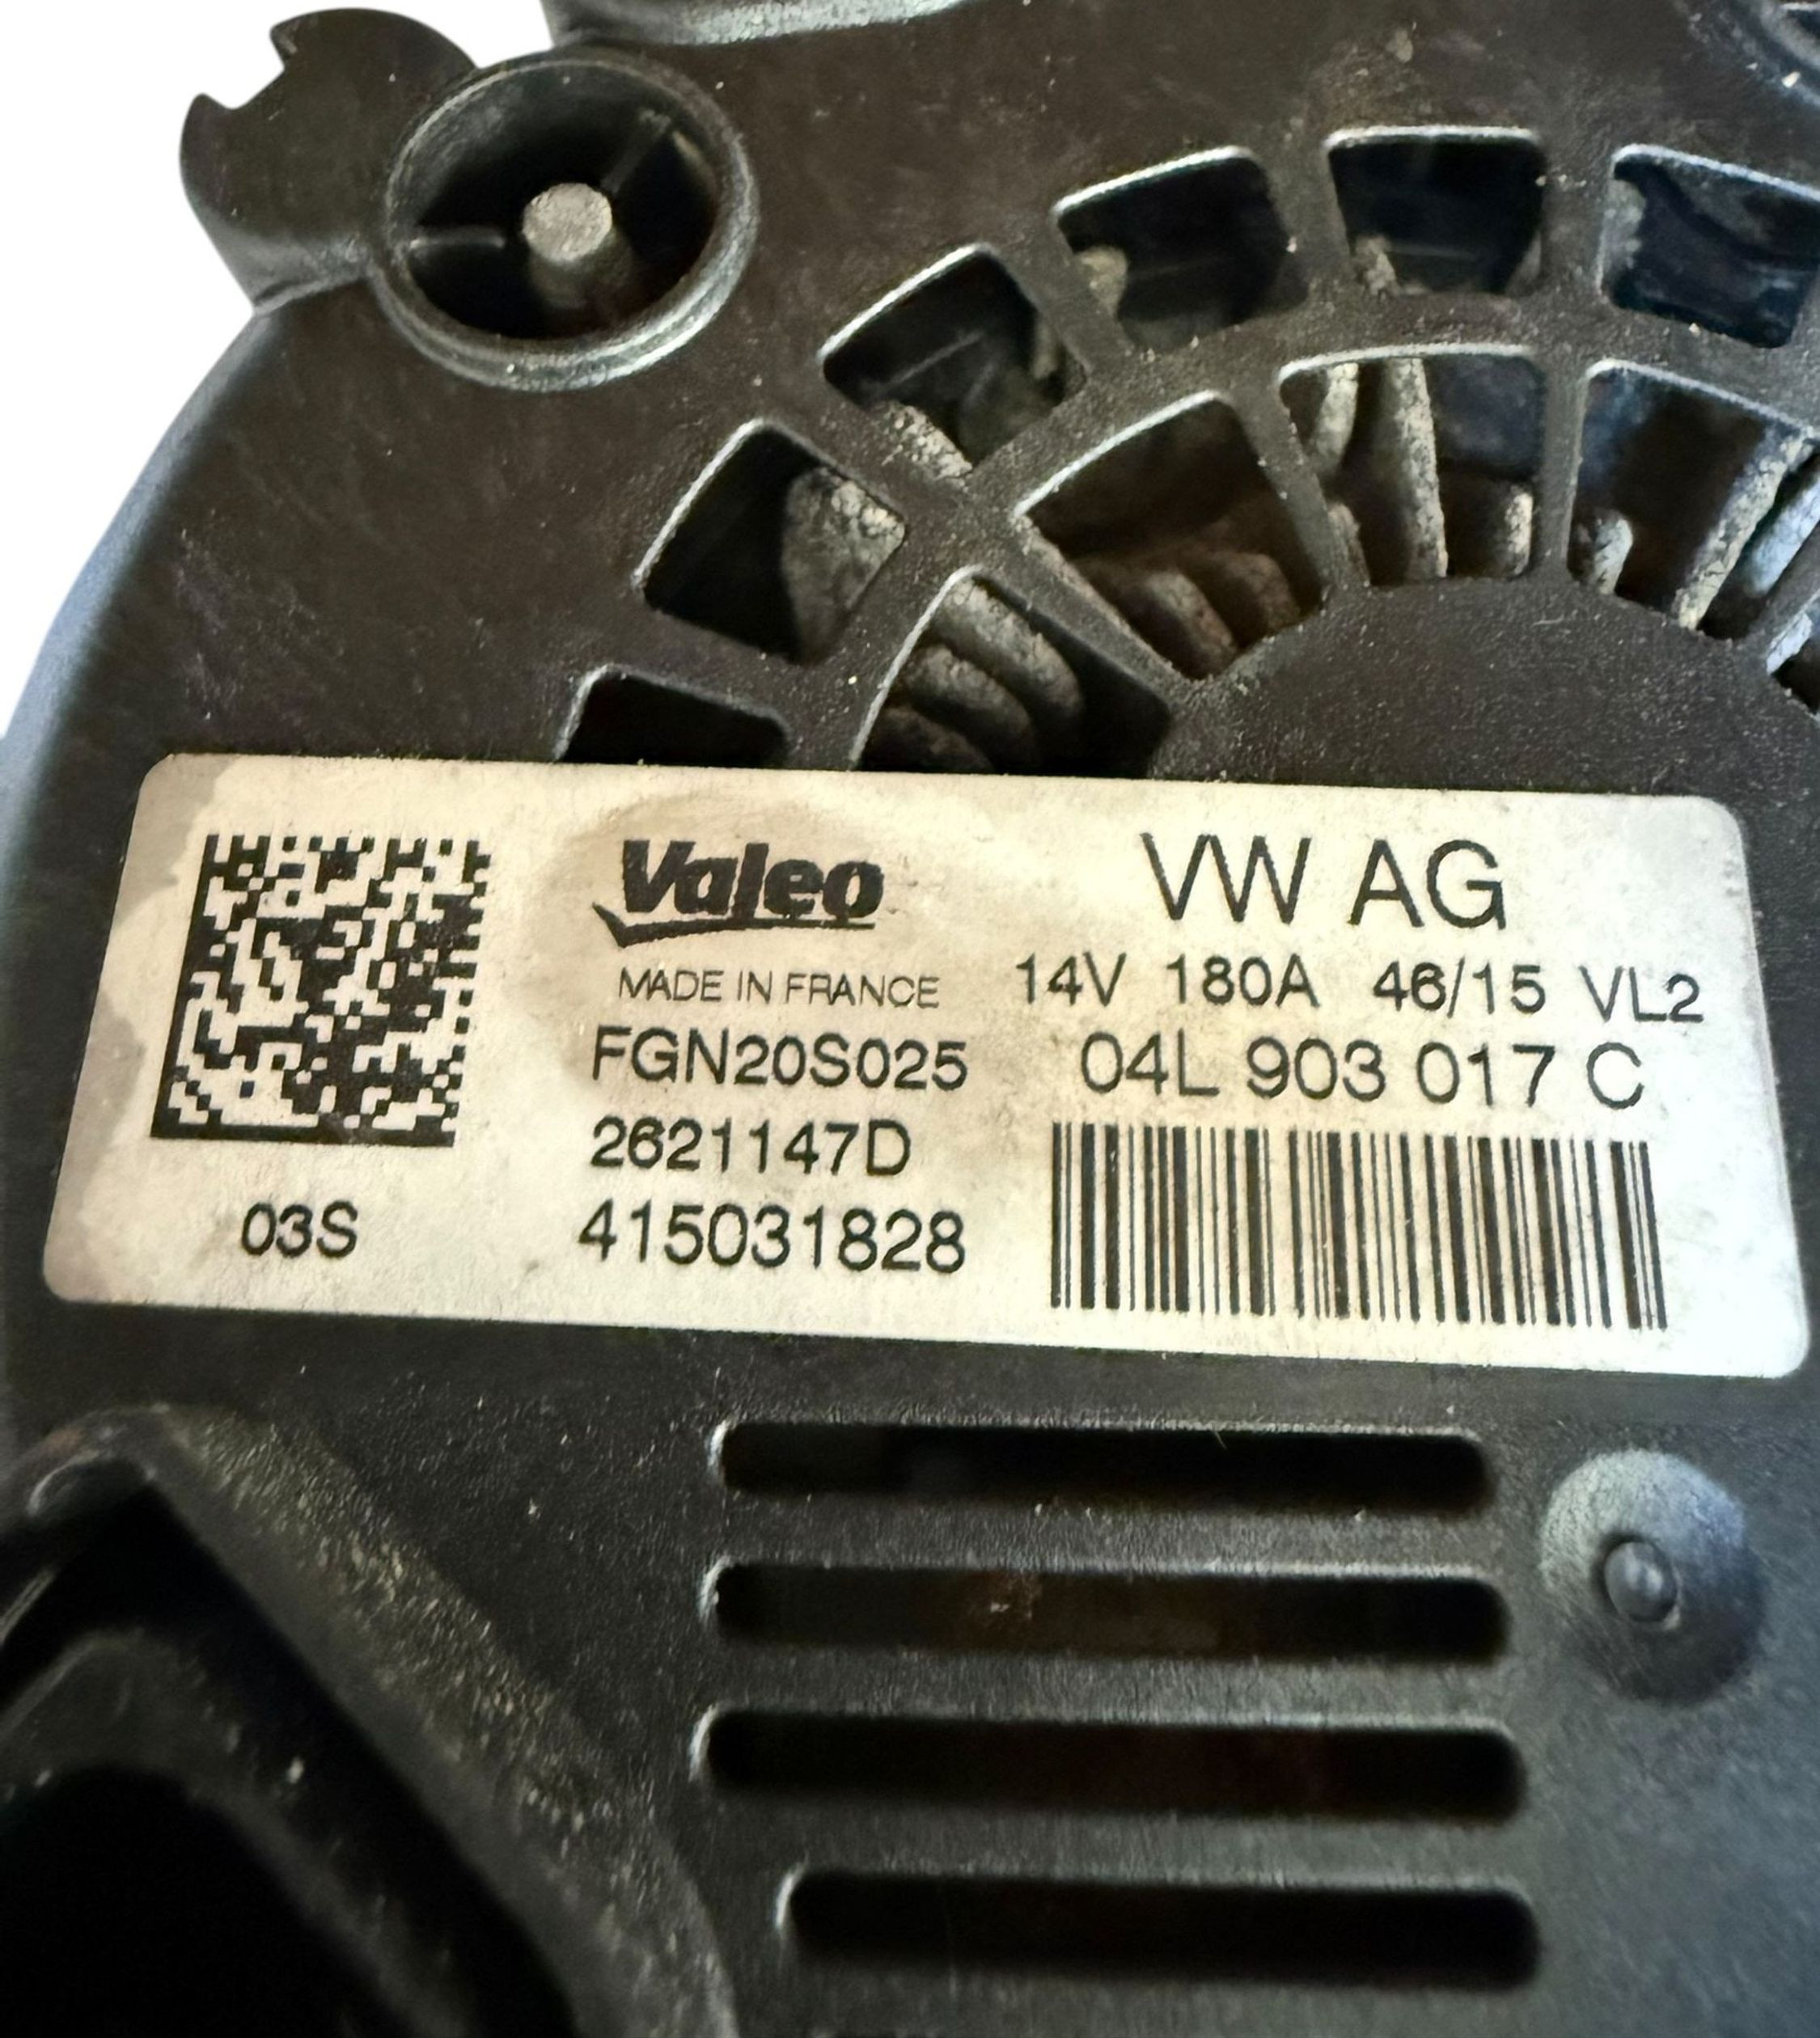 Valeo
MADE IN FRANCE
FGN20S025
2621147D
415031828
03S
VW AG
14V 180A 46/15 VL2
04L 903 017 C